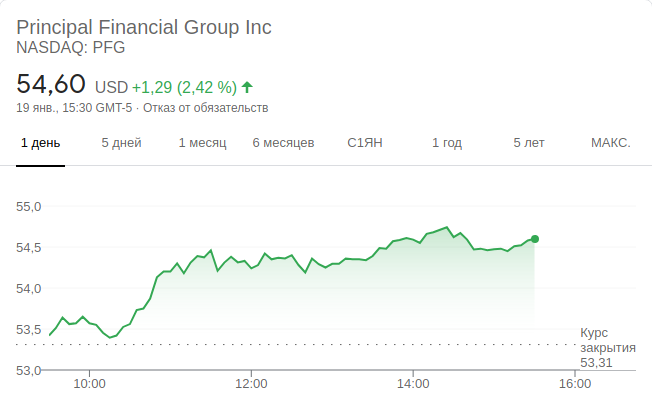 Principal Financial Group Inc
NASDAQ: PFG
54,60 USD +1,29 (2,42 %)
19 янв., 15:30 GMT-5 · Отказ от обязательств
1 день 5 дней 1 месяц 6 месяцев С1ЯН 1 год 5 лет МАКС.
55,0
54,5
54,0
53,5
Курс
закрытия
53,31
53,0
10:00 12:00 14:00 16:00